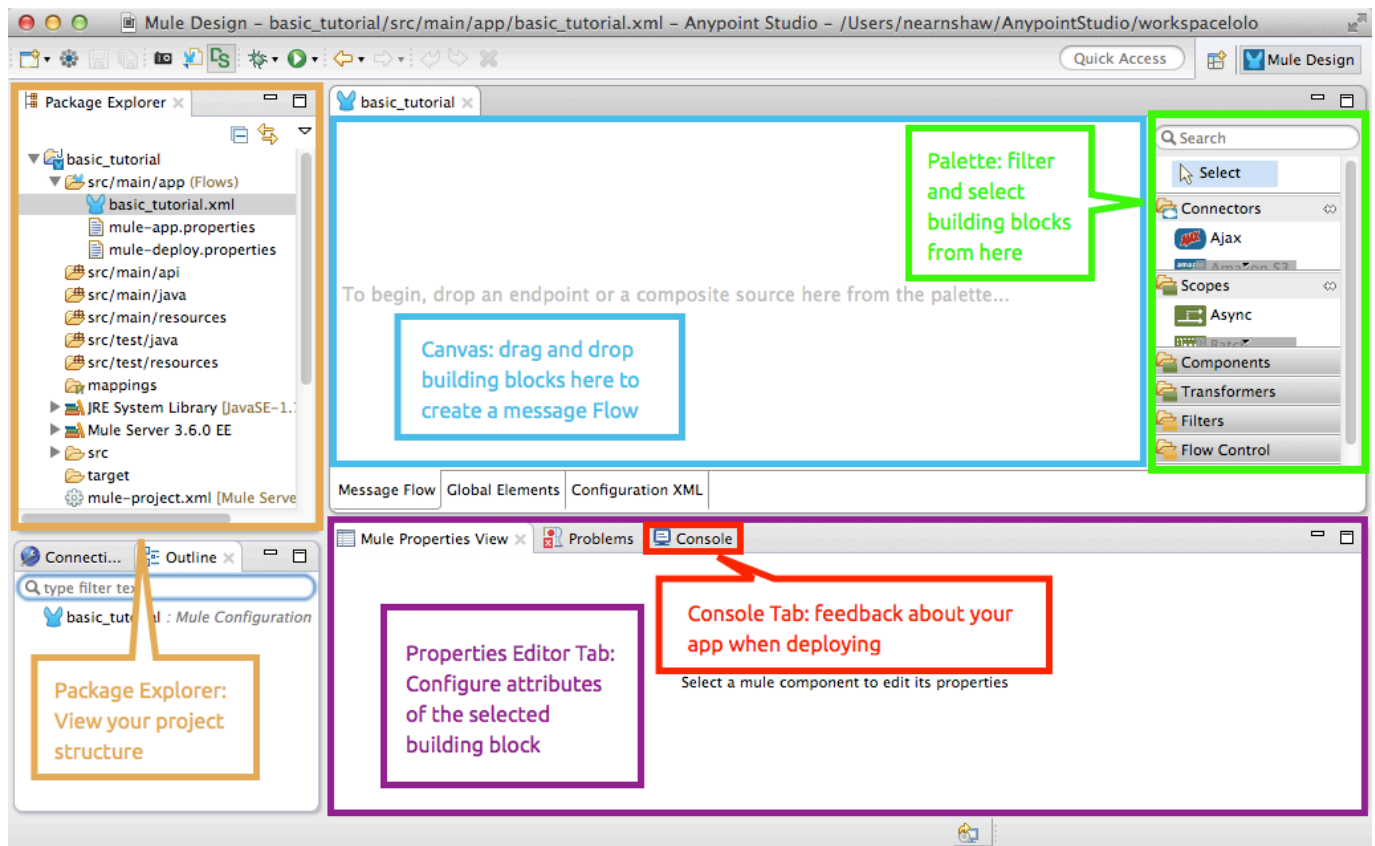 Mule Design – basic_tutorial/src/main/app/basic_tutorial.xml – Anypoint Studio – /Users/nearnshaw/AnypointStudio/workspacelolo
Quick Access
Mule Design
Package Explorer
basic_tutorial
src/main/app (Flows)
basic_tutorial.xml
mule-app.properties
mule-deploy.properties
src/main/api
src/main/java
src/main/resources
src/test/java
src/test/resources
mappings
JRE System Library [JavaSE-1.
Mule Server 3.6.0 EE
src
target
mule-project.xml [Mule Serve
basic_tutorial
To begin, drop an endpoint or a composite source here from the palette...
Canvas: drag and drop
building blocks here to
create a message Flow
Palette: filter
and select
building blocks
from here
Search
Select
Connectors
Ajax
Amazon S3
Scopes
Async
Batch
Components
Transformers
Filters
Flow Control
Message Flow Global Elements Configuration XML
Connecti... Outline
type filter tex
basic_tutorial : Mule Configuration
Package Explorer:
View your project
structure
Mule Properties View Problems Console
Console Tab: feedback about your
app when deploying
Select a mule component to edit its properties
Properties Editor Tab:
Configure attributes
of the selected
building block